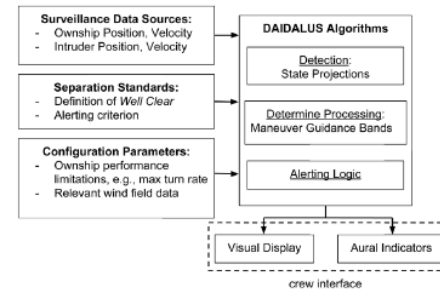 Surveillance Data Sources:
- Ownship Position, Velocity
- Intruder Position, Velocity
Separation Standards:
- Definition of Well Clear
- Alerting criterion
Configuration Parameters:
- Ownship performance
limitations, e.g., max turn rate
- Relevant wind field data
DAIDALUS Algorithms
Detection:
State Projections
Determine Processing:
Maneuver Guidance Bands
Alerting Logic
Visual Display
Aural Indicators
crew interface